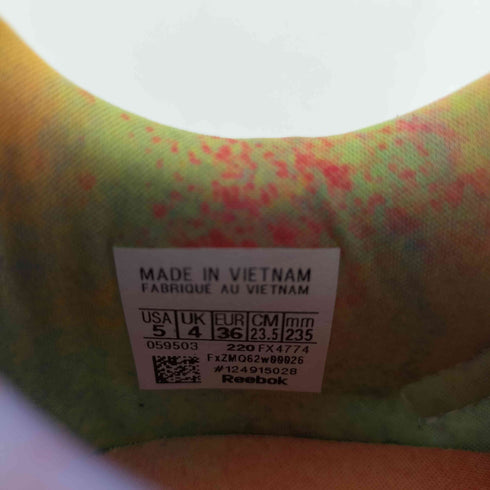 MADE IN VIETNAM
FABRIQUE AU VIETNAM
USA UK EUR CM mm
5 4 36 23.5 235
059503 220 FX4774
FxZMQ62w00026
#124915028
Reebok